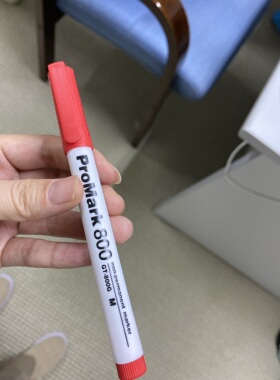 ProMark 800
non-permanent marker
GT-800G M